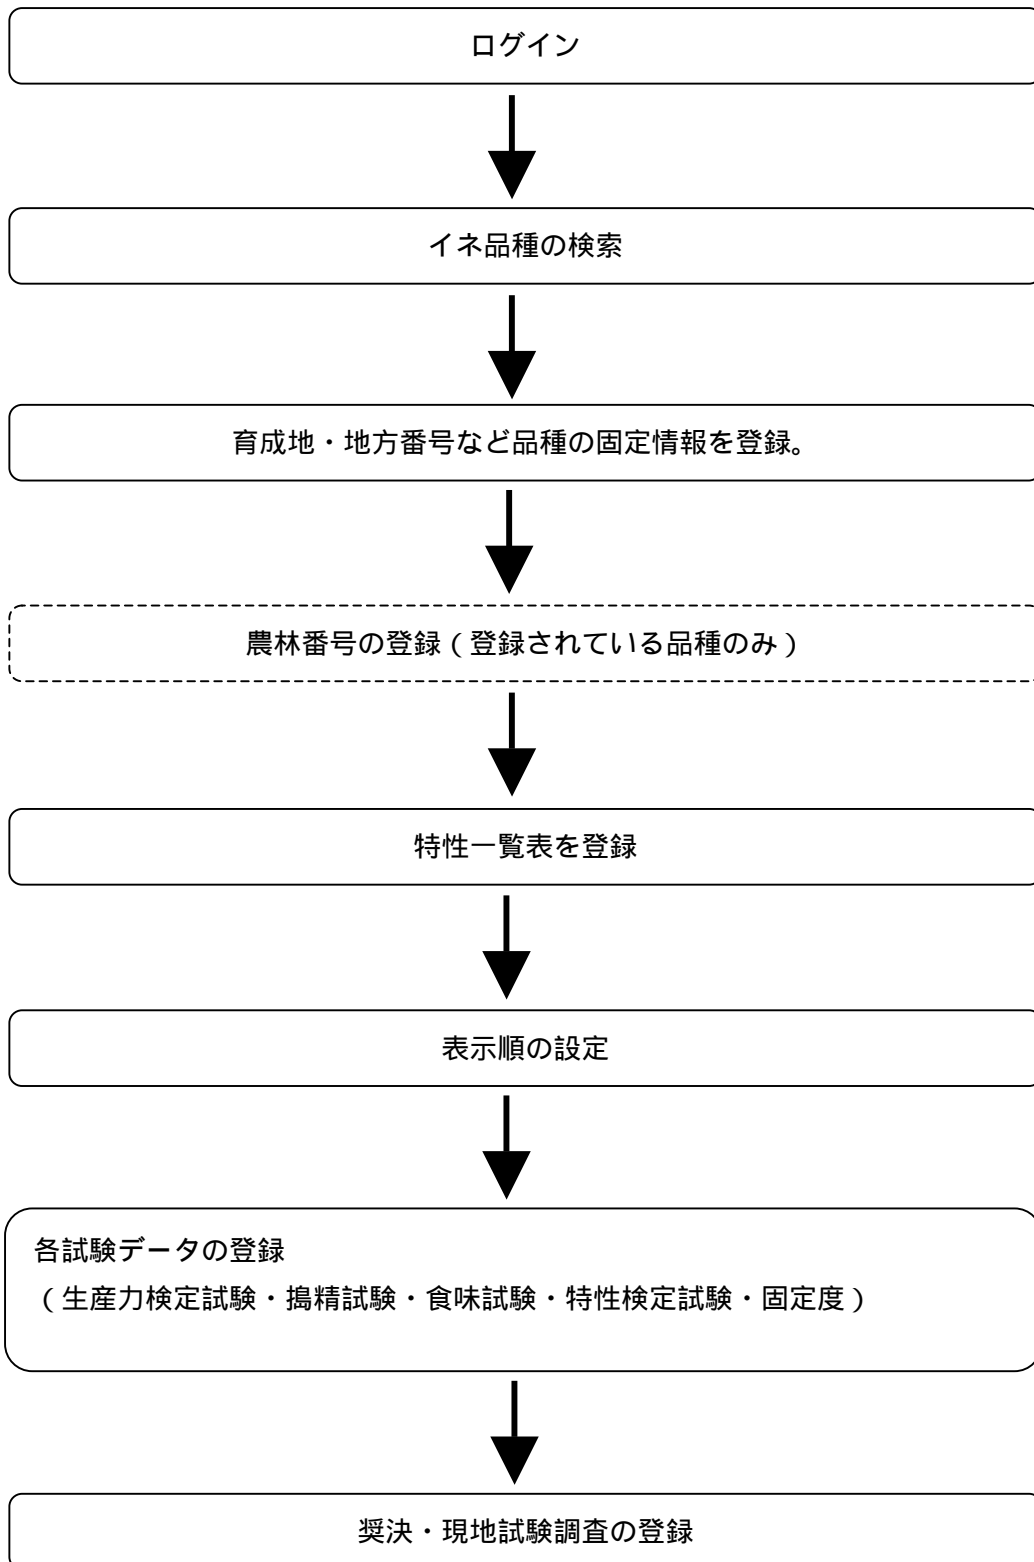 ログイン
イネ品種の検索
育成地・地方番号など品種の固定情報を登録。
農林番号の登録（登録されている品種のみ）
特性一覧表を登録
表示順の設定
各試験データの登録
（生産力検定試験・搗精試験・食味試験・特性検定試験・固定度）
奨決・現地試験調査の登録